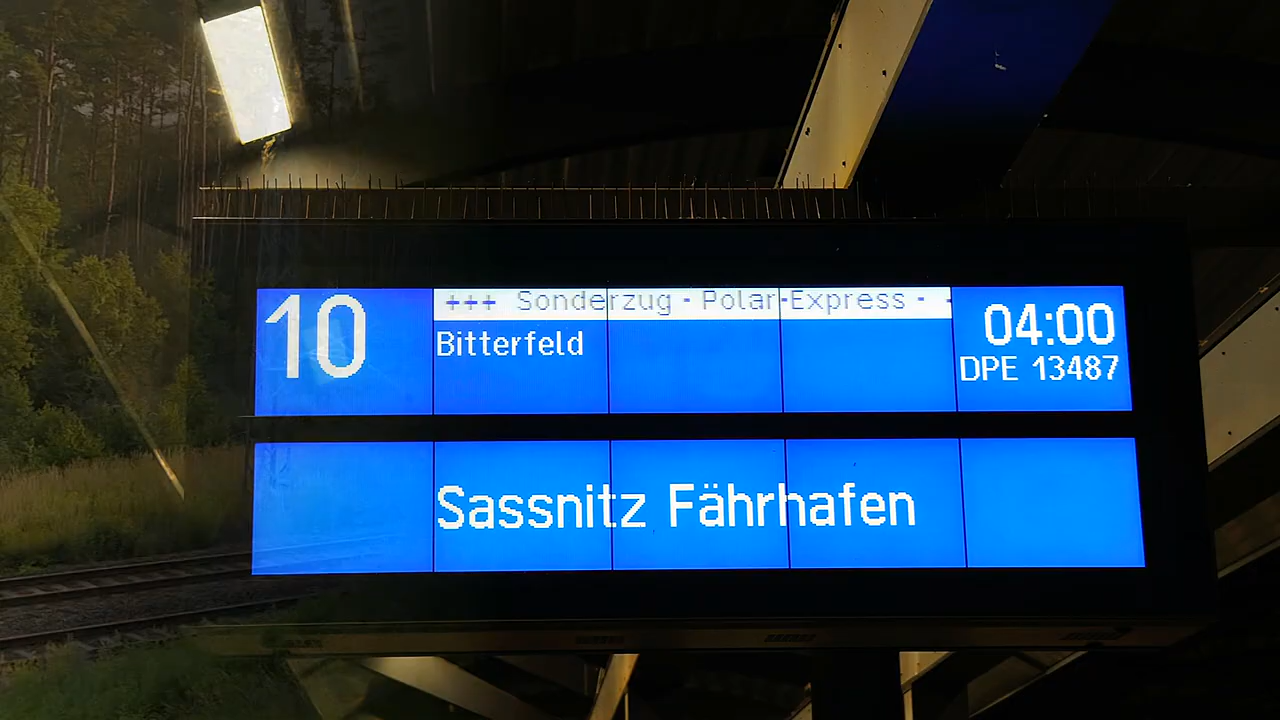 10
+++ Sonderzug - Polar-Express -
Bitterfeld
04:00
DPE 13487
Sassnitz Fährhafen